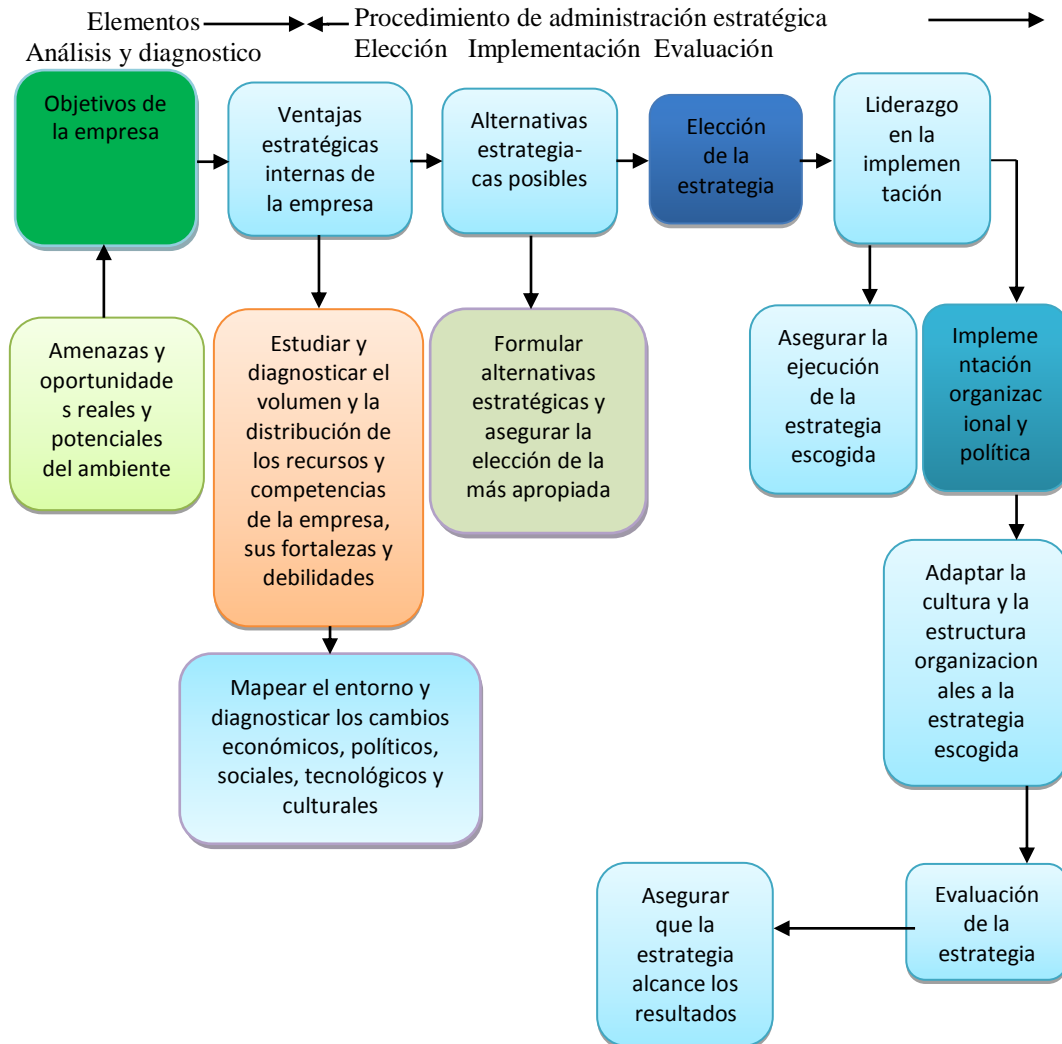 Elementos
Procedimiento de administración estratégica
Análisis y diagnostico
Elección Implementación Evaluación
Objetivos de
la empresa
Ventajas
estratégicas
internas de
la empresa
Alternativas
estrategia-
cas posibles
Elección
de la
estrategia
Liderazgo
en la
implemen
tación
Amenazas y
oportunidade
s reales y
potenciales
del ambiente
Estudiar y
diagnosticar el
volumen y la
distribución de
los recursos y
competencias
de la empresa,
sus fortalezas y
debilidades
Formular
alternativas
estratégicas y
asegurar la
elección de la
más apropiada
Asegurar la
ejecución
de la
estrategia
escogida
Impleme
ntación
organizac
ional y
política
Mapear el entorno y
diagnosticar los cambios
económicos, políticos,
sociales, tecnológicos y
culturales
Adaptar la
cultura y la
estructura
organizacion
ales a la
estrategia
escogida
Asegurar
que la
estrategia
alcance los
resultados
Evaluación
de la
estrategia